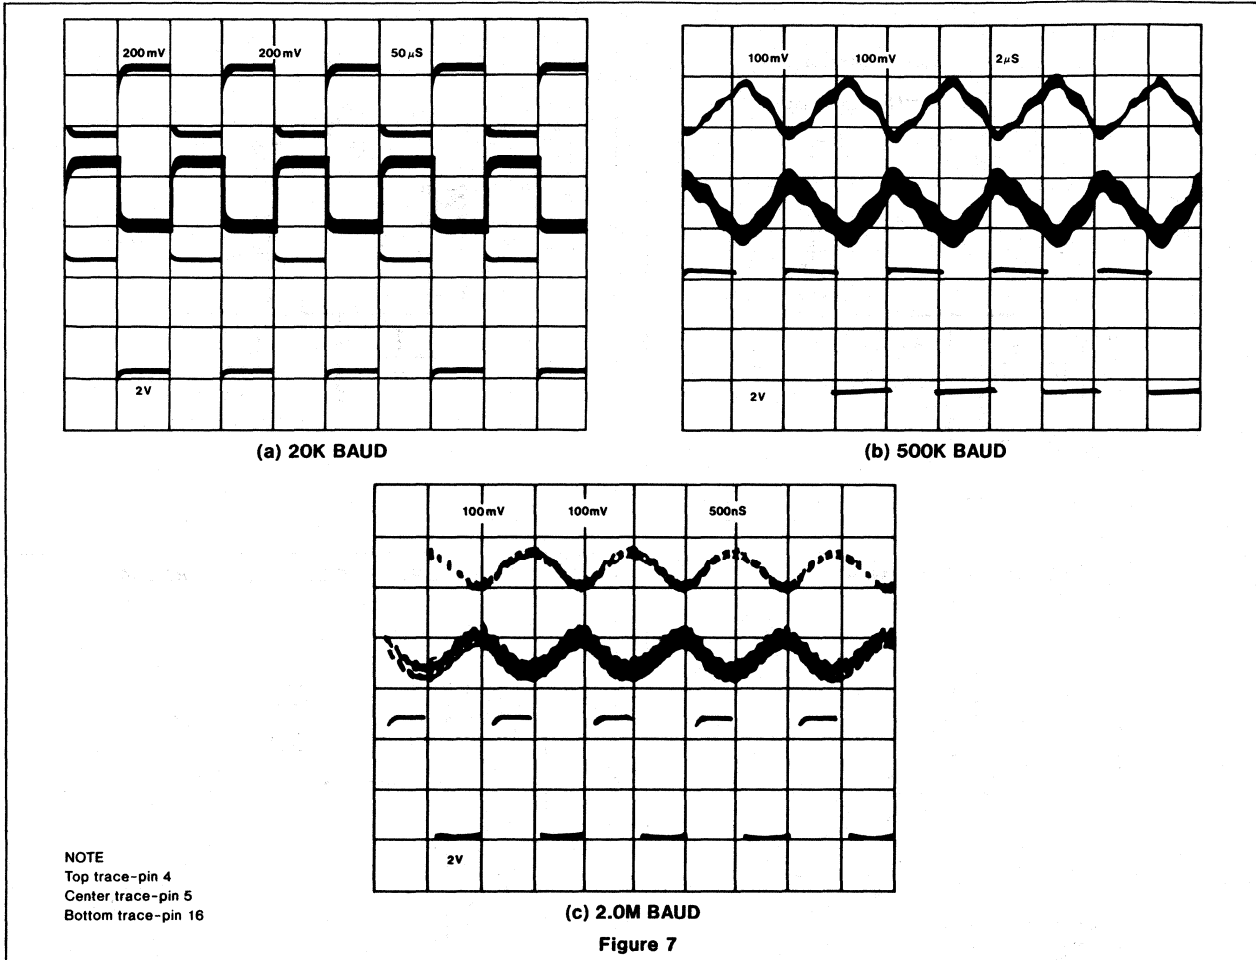 200mV 200mV 50μS
2V
(a) 20K BAUD
100mV 100mV 2μS
2V
(b) 500K BAUD
100mV 100mV 500nS
2V
(c) 2.0M BAUD
NOTE
Top trace-pin 4
Center trace-pin 5
Bottom trace-pin 16
Figure 7